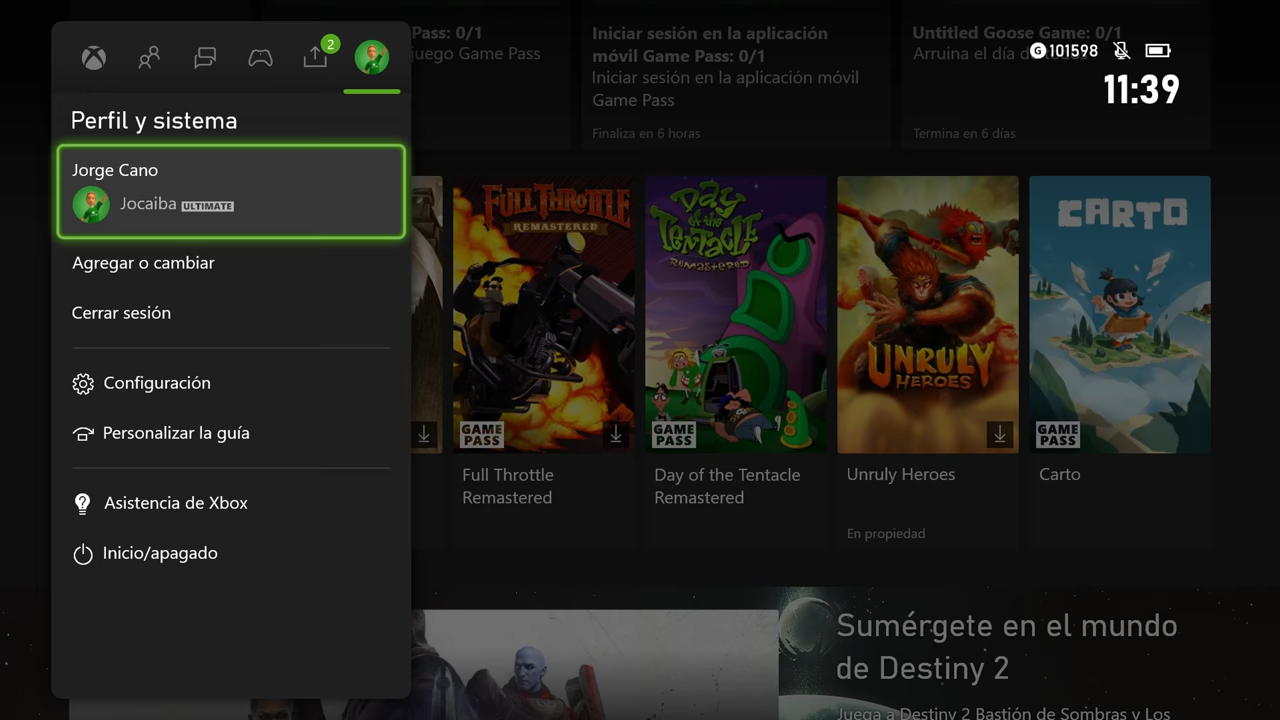 2
Perfil y sistema
Jorge Cano
Jocaiba ULTIMATE
Agregar o cambiar
Cerrar sesión
Configuración
Personalizar la guía
Asistencia de Xbox
Inicio/apagado
Pass: 0/1
juego Game Pass
Iniciar sesión en la aplicación
móvil Game Pass: 0/1
Iniciar sesión en la aplicación móvil
Game Pass
Finaliza en 6 horas
Untitled Goose Game: 0/1
Arruina el día de todos
Termina en 6 días
G 101598
11:39
FULL THROTTLE
REMASTERED
GAME PASS
Full Throttle
Remastered
Day
of the
Tentacle
REMASTERED
GAME PASS
Day of the Tentacle
Remastered
UNRULY
HEROES
Unruly Heroes
En propiedad
CARTO
GAME PASS
Carto
Sumérgete en el mundo
de Destiny 2
Juega a Destiny 2 Bastión de Sombras y Los